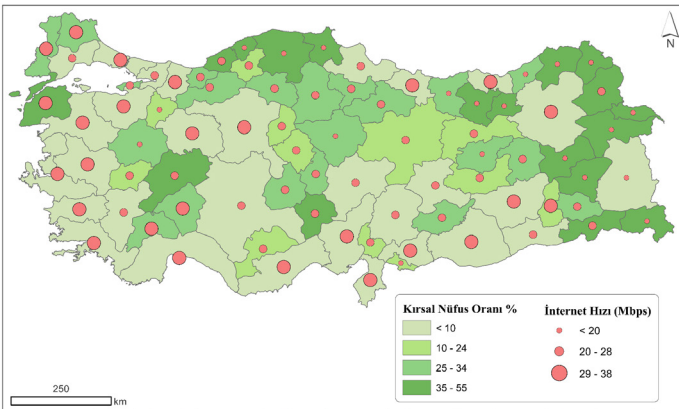 N
Kırsal Nüfus Oranı %
< 10
10 - 24
25 - 34
35 - 55
İnternet Hızı (Mbps)
< 20
20 - 28
29 - 38
250
km